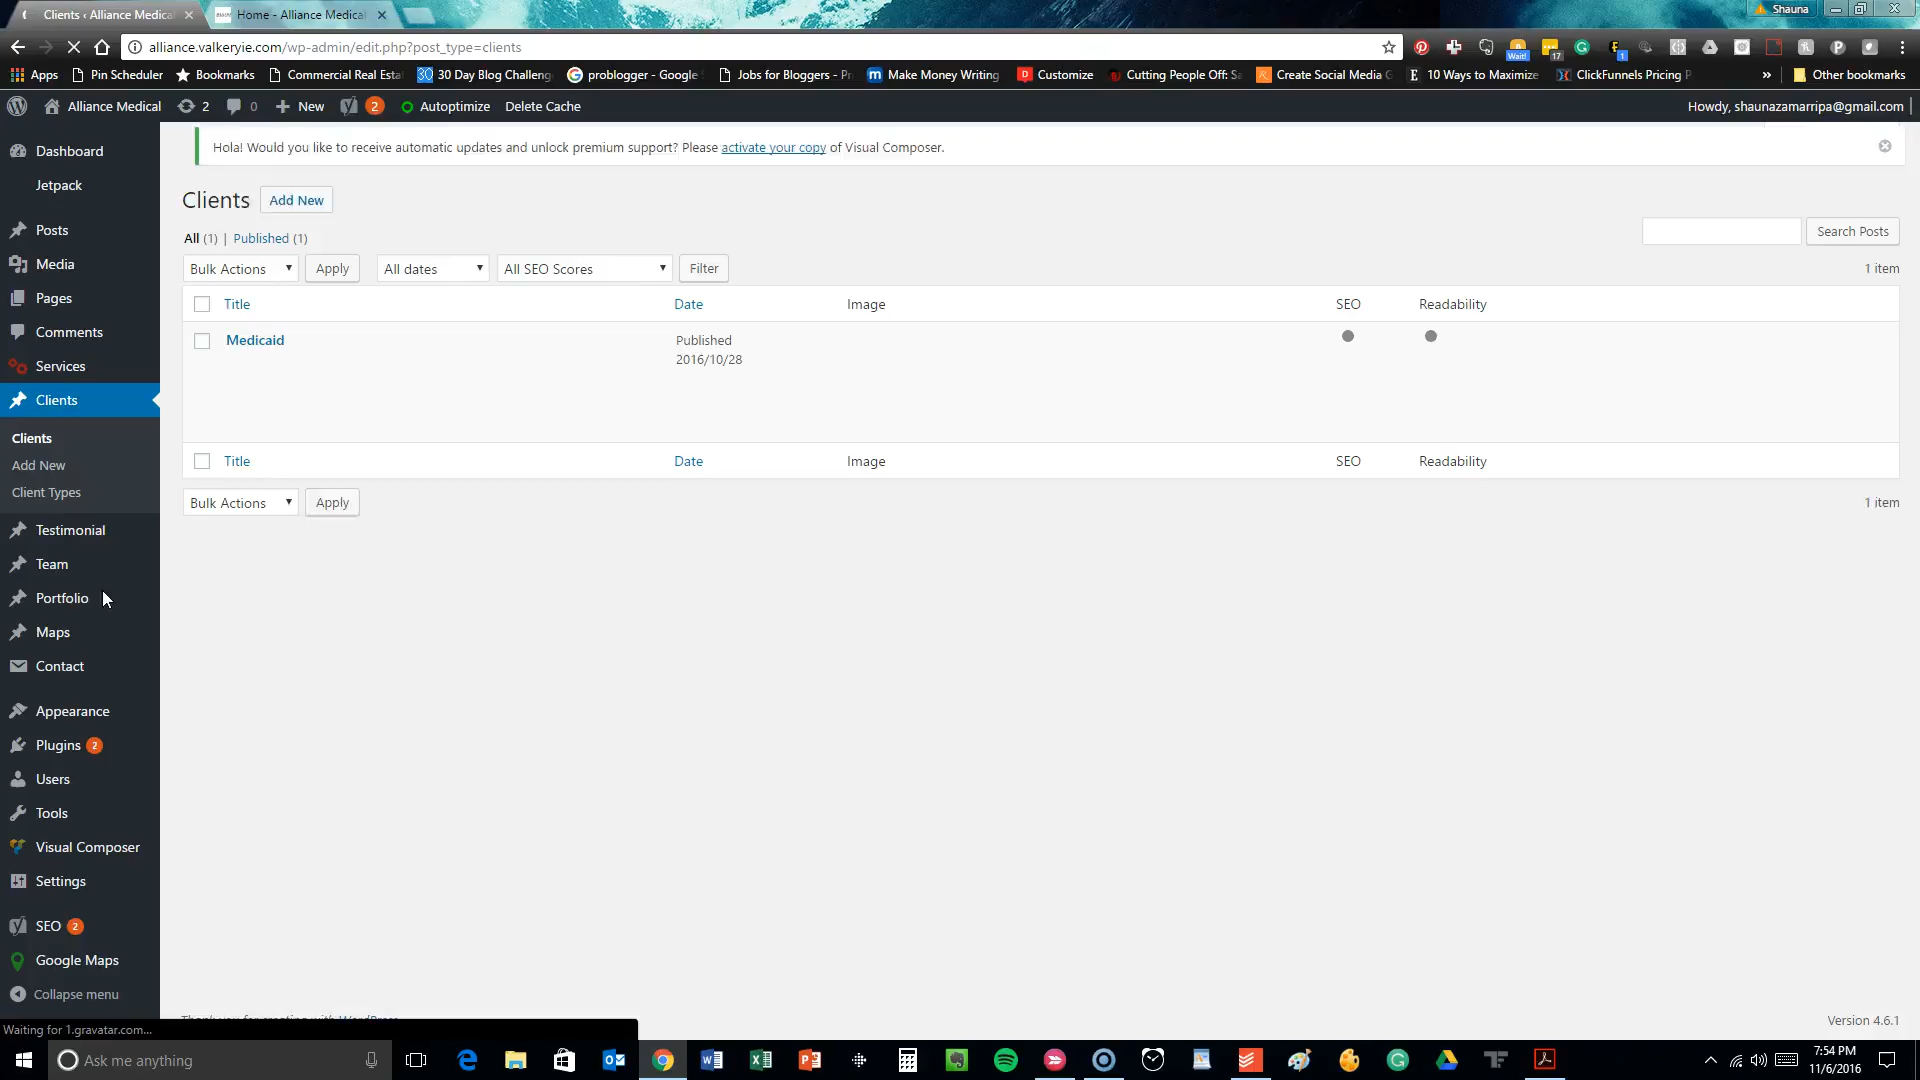 Clients ‹ Alliance Medical
Home - Alliance Medical
Shauna
alliance.valkeryie.com/wp-admin/edit.php?post_type=clients
Wait!
17
1
Apps
Pin Scheduler
Bookmarks
Commercial Real Esta
30 Day Blog Challeng
problogger - Google
Jobs for Bloggers - Pr
Make Money Writing
Customize
Cutting People Off: Sa
Create Social Media G
10 Ways to Maximize
ClickFunnels Pricing P
»
Other bookmarks
Alliance Medical
2
0
New
2
Autoptimize
Delete Cache
Howdy, shaunazamarripa@gmail.com
Dashboard
Jetpack
Posts
Media
Pages
Comments
Services
Clients
Clients
Add New
Client Types
Testimonial
Team
Portfolio
Maps
Contact
Appearance
Plugins 2
Users
Tools
Visual Composer
Settings
SEO 2
Google Maps
Collapse menu
Hola! Would you like to receive automatic updates and unlock premium support? Please activate your copy of Visual Composer.
Clients Add New
All (1) | Published (1)
Search Posts
Bulk Actions Apply All dates All SEO Scores Filter
1 item
Title Date Image SEO Readability
Medicaid Published
2016/10/28
Title Date Image SEO Readability
Bulk Actions Apply
1 item
Version 4.6.1
Waiting for 1.gravatar.com...
Ask me anything
7:54 PM
11/6/2016